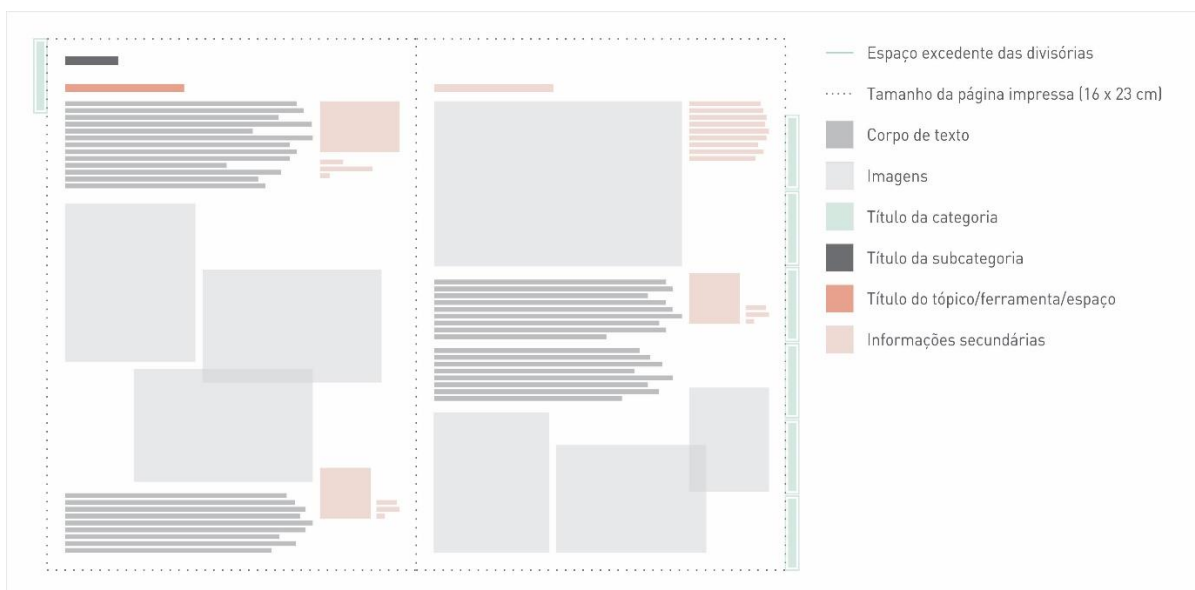 Espaço excedente das divisórias
Tamanho da página impressa (16 x 23 cm)
Corpo de texto
Imagens
Título da categoria
Título da subcategoria
Título do tópico/ferramenta/espaço
Informações secundárias